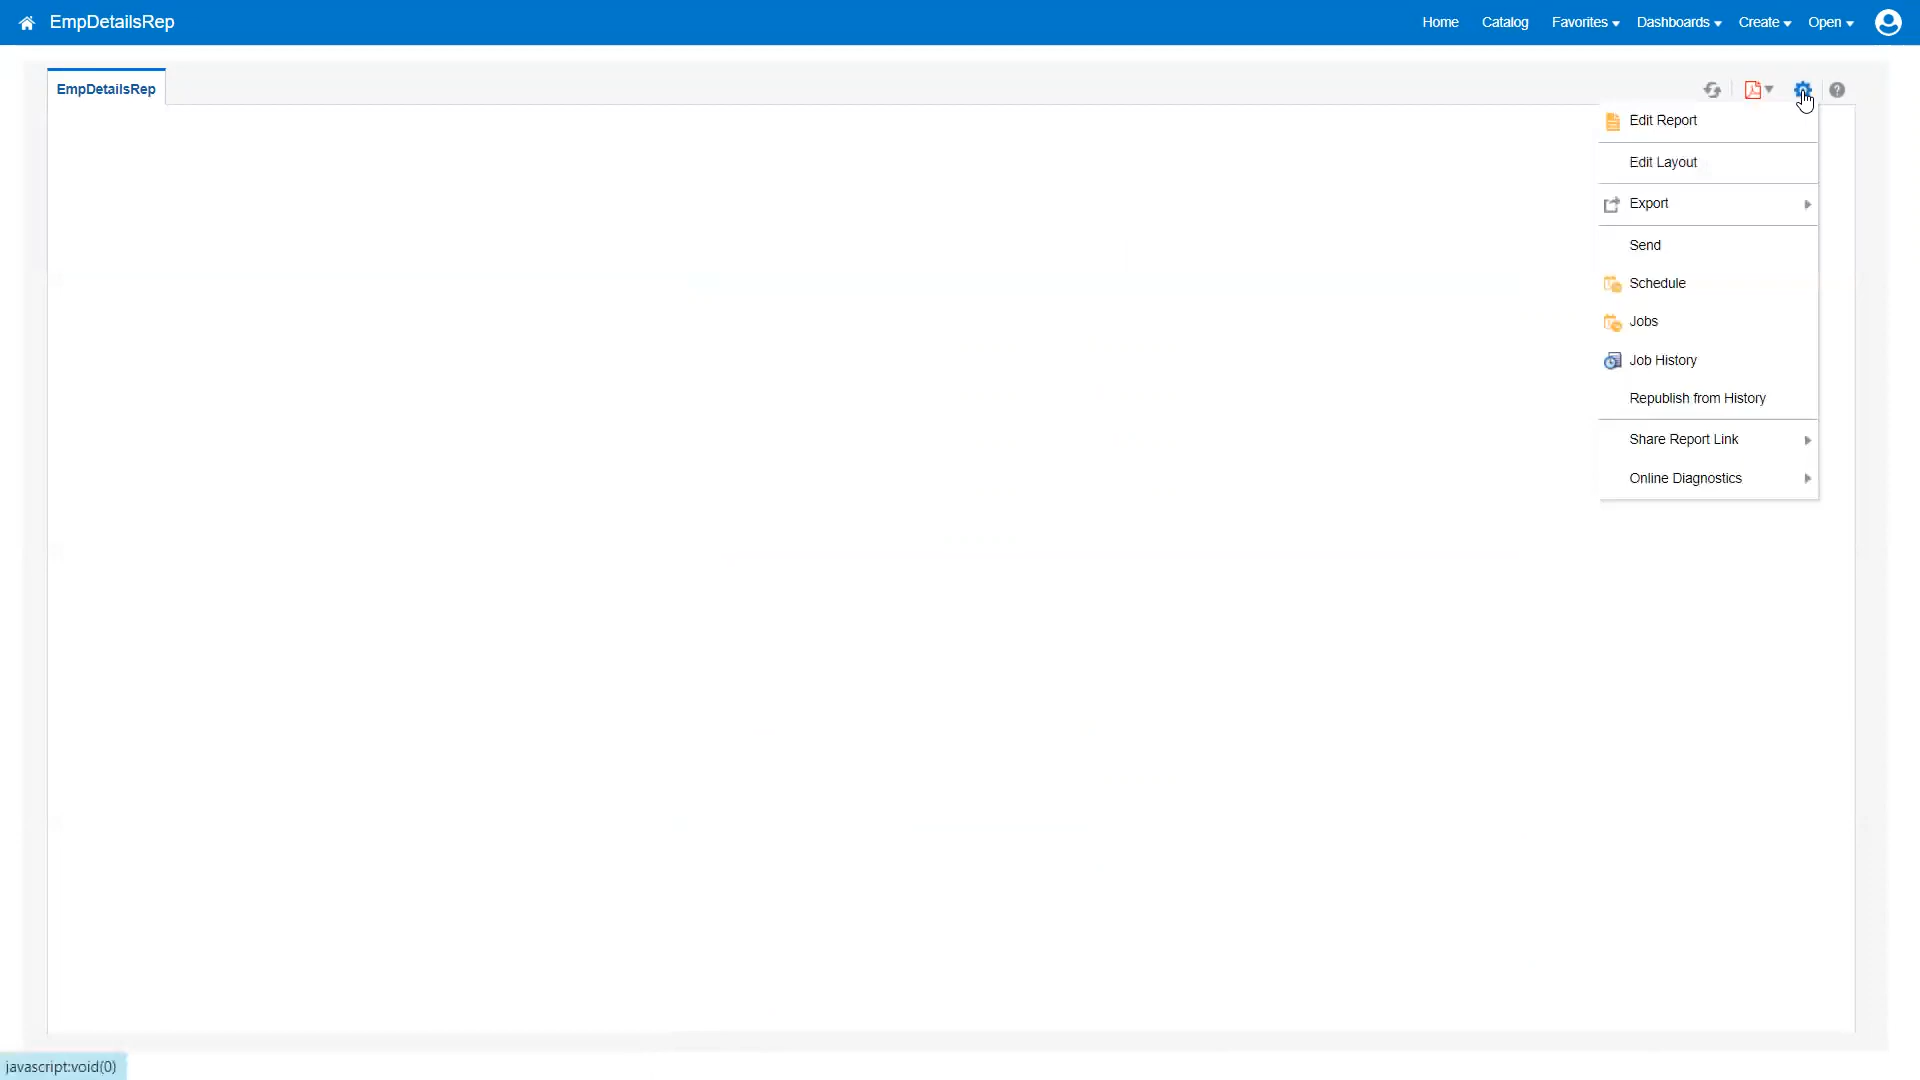 EmpDetailsRep
Home Catalog Favorites Dashboards Create Open
EmpDetailsRep
Edit Report
Edit Layout
Export
Send
Schedule
Jobs
Job History
Republish from History
Share Report Link
Online Diagnostics
javascript:void(0)